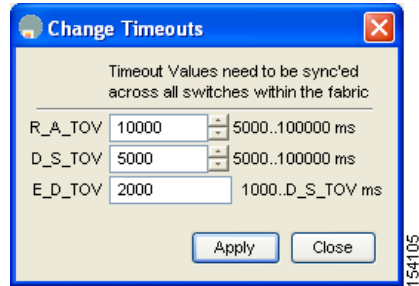 Change Timeouts
Timeout Values need to be sync'ed
across all switches within the fabric
R_A_TOV 10000 5000..100000 ms
D_S_TOV 5000 5000..100000 ms
E_D_TOV 2000 1000..D_S_TOV ms
Apply Close
154105